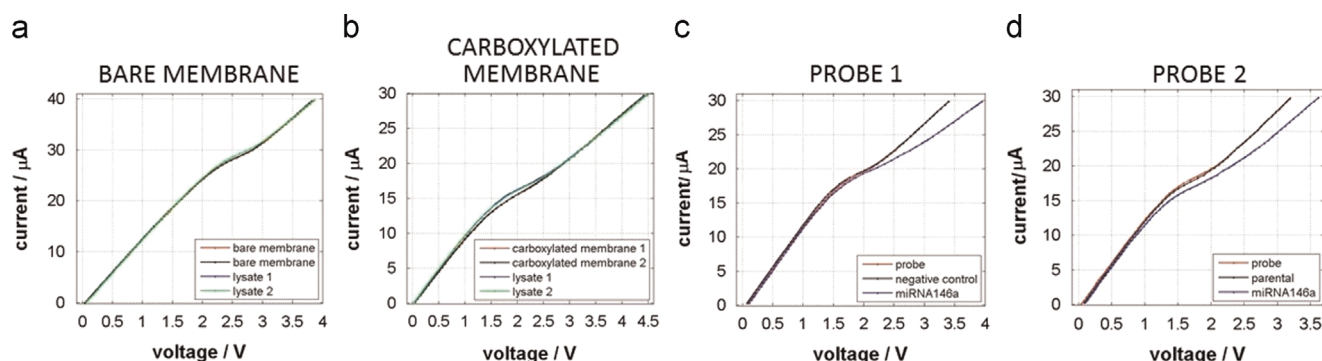 a
BARE MEMBRANE
current / μA
40
30
20
10
0
bare membrane
bare membrane
lysate 1
lysate 2
0 0.5 1 1.5 2 2.5 3 3.5 4
voltage / V
b
CARBOXYLATED
MEMBRANE
current / μA
30
25
20
15
10
5
0
carboxylated membrane 1
carboxylated membrane 2
lysate 1
lysate 2
0 0.5 1 1.5 2 2.5 3 3.5 4 4.5
voltage / V
c
PROBE 1
current/ μA
30
25
20
15
10
5
0
probe
negative control
miRNA146a
0 0.5 1 1.5 2 2.5 3 3.5 4
voltage / V
d
PROBE 2
current/μA
30
25
20
15
10
5
0
probe
parental
miRNA146a
0 0.5 1 1.5 2 2.5 3 3.5
voltage / V